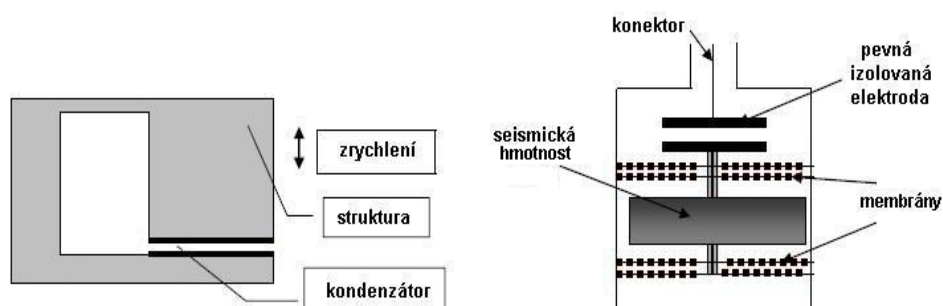 zrychlení
struktura
kondenzátor
konektor
pevná
izolovaná
elektroda
seismická
hmotnost
membrány